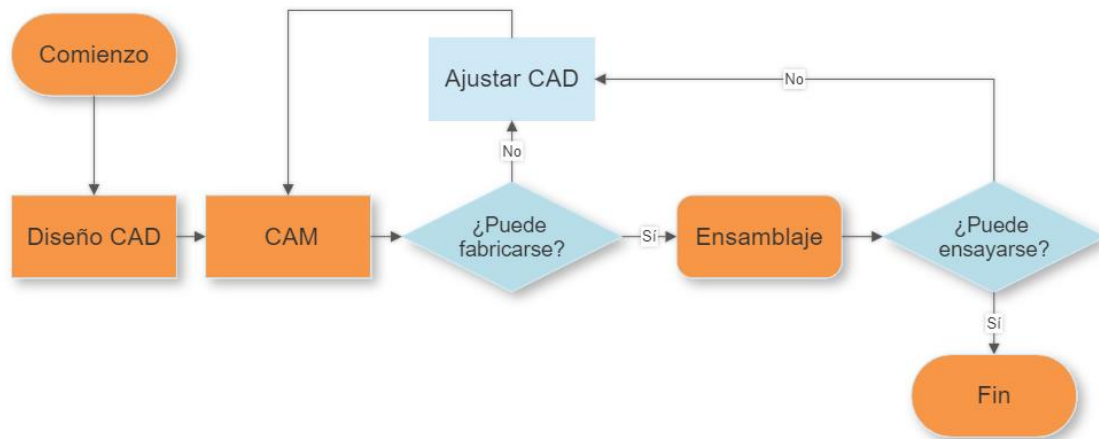 Comienzo
Ajustar CAD
No
No
Diseño CAD
CAM
¿Puede
fabricarse?
Sí
Ensamblaje
¿Puede
ensayarse?
Sí
Fin